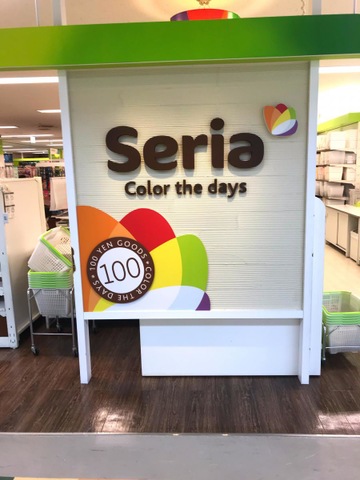 Seria
Color the days
100 YEN GOODS • COLOR THE DAYS •
100